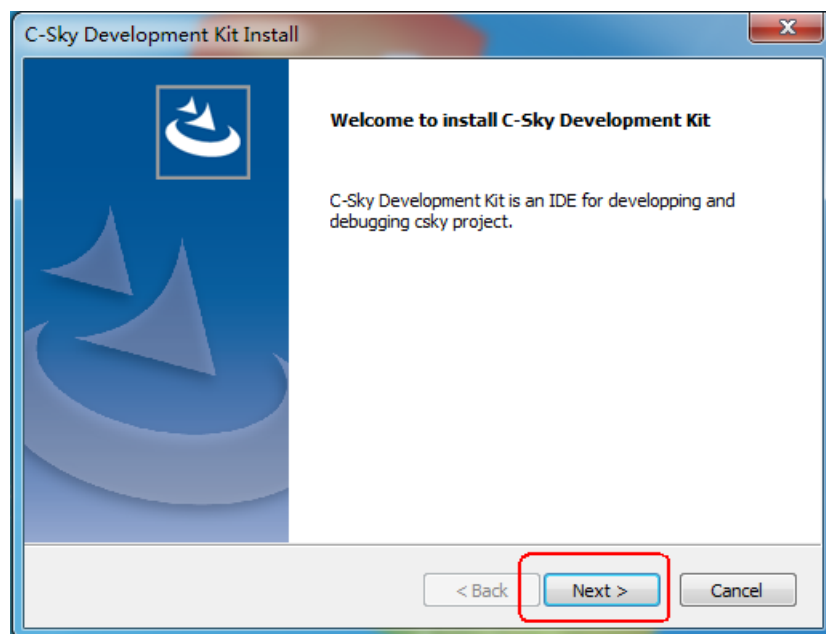 C-Sky Development Kit Install
Welcome to install C-Sky Development Kit
C-Sky Development Kit is an IDE for developping and
debugging csky project.
< Back
Next >
Cancel